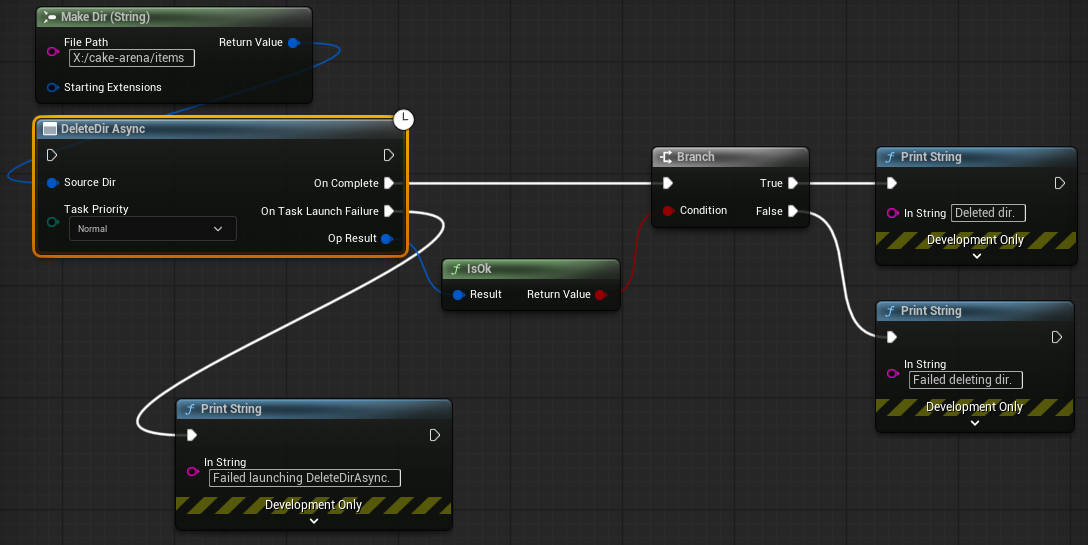 Make Dir (String)
File Path
Return Value
X:/cake-arena/items
Starting Extensions
DeleteDir Async
Source Dir
On Complete
Task Priority
Normal
On Task Launch Failure
Op Result
IsOk
Result
Return Value
Branch
True
Condition
False
Print String
In String
Deleted dir.
Development Only
Print String
In String
Failed deleting dir.
Development Only
Print String
In String
Failed launching DeleteDirAsync.
Development Only